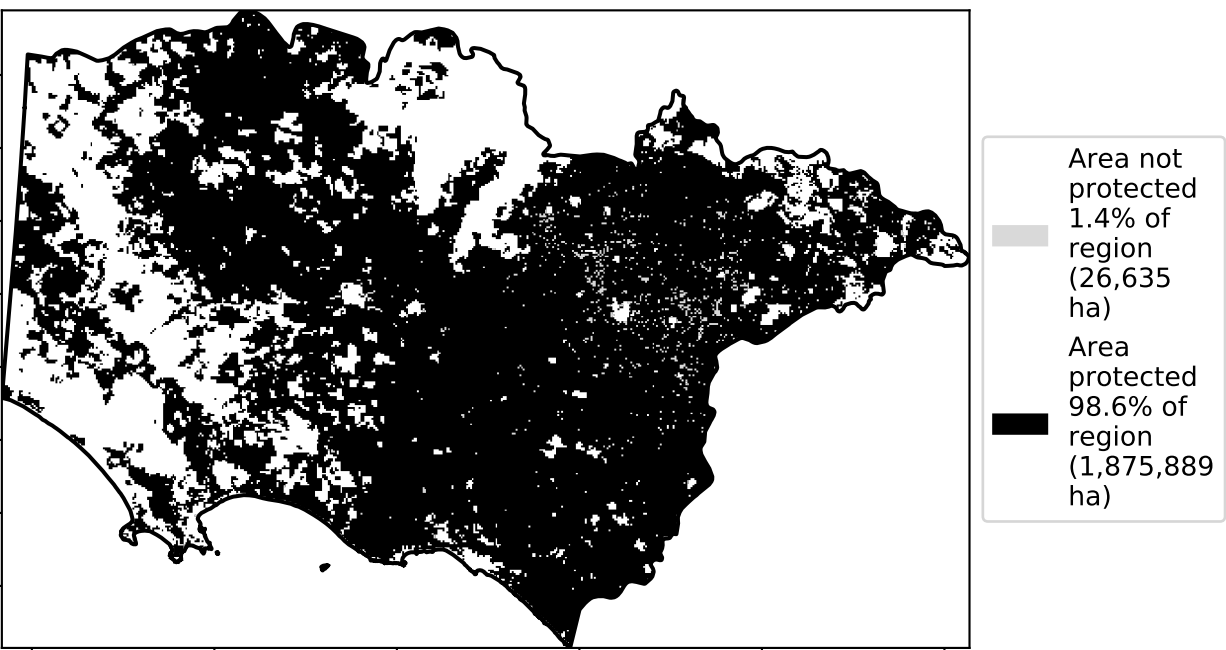 Area not
protected
1.4% of
region
(26,635
ha)
Area
protected
98.6% of
region
(1,875,889
ha)